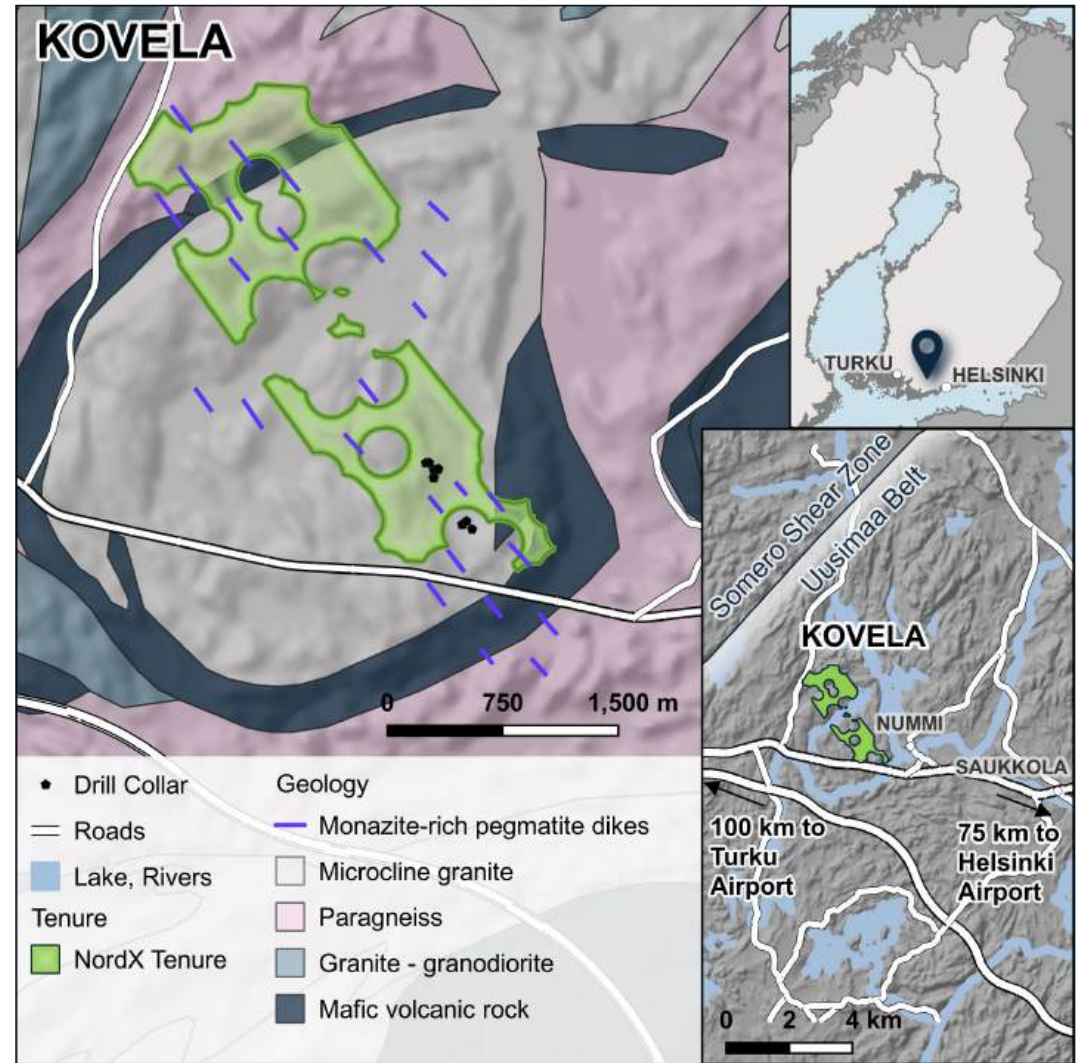 KOVELA
0 750 1,500 m
Drill Collar
Roads
Lake, Rivers
Tenure
NordX Tenure
Geology
Monazite-rich pegmatite dikes
Microcline granite
Paragneiss
Granite - granodiorite
Mafic volcanic rock
TURKU
HELSINKI
Somero Shear Zone
Uusimaa Belt
KOVELA
NUMMI
SAUKKOLA
100 km to
Turku
Airport
75 km to
Helsinki
Airport
0 2 4 km